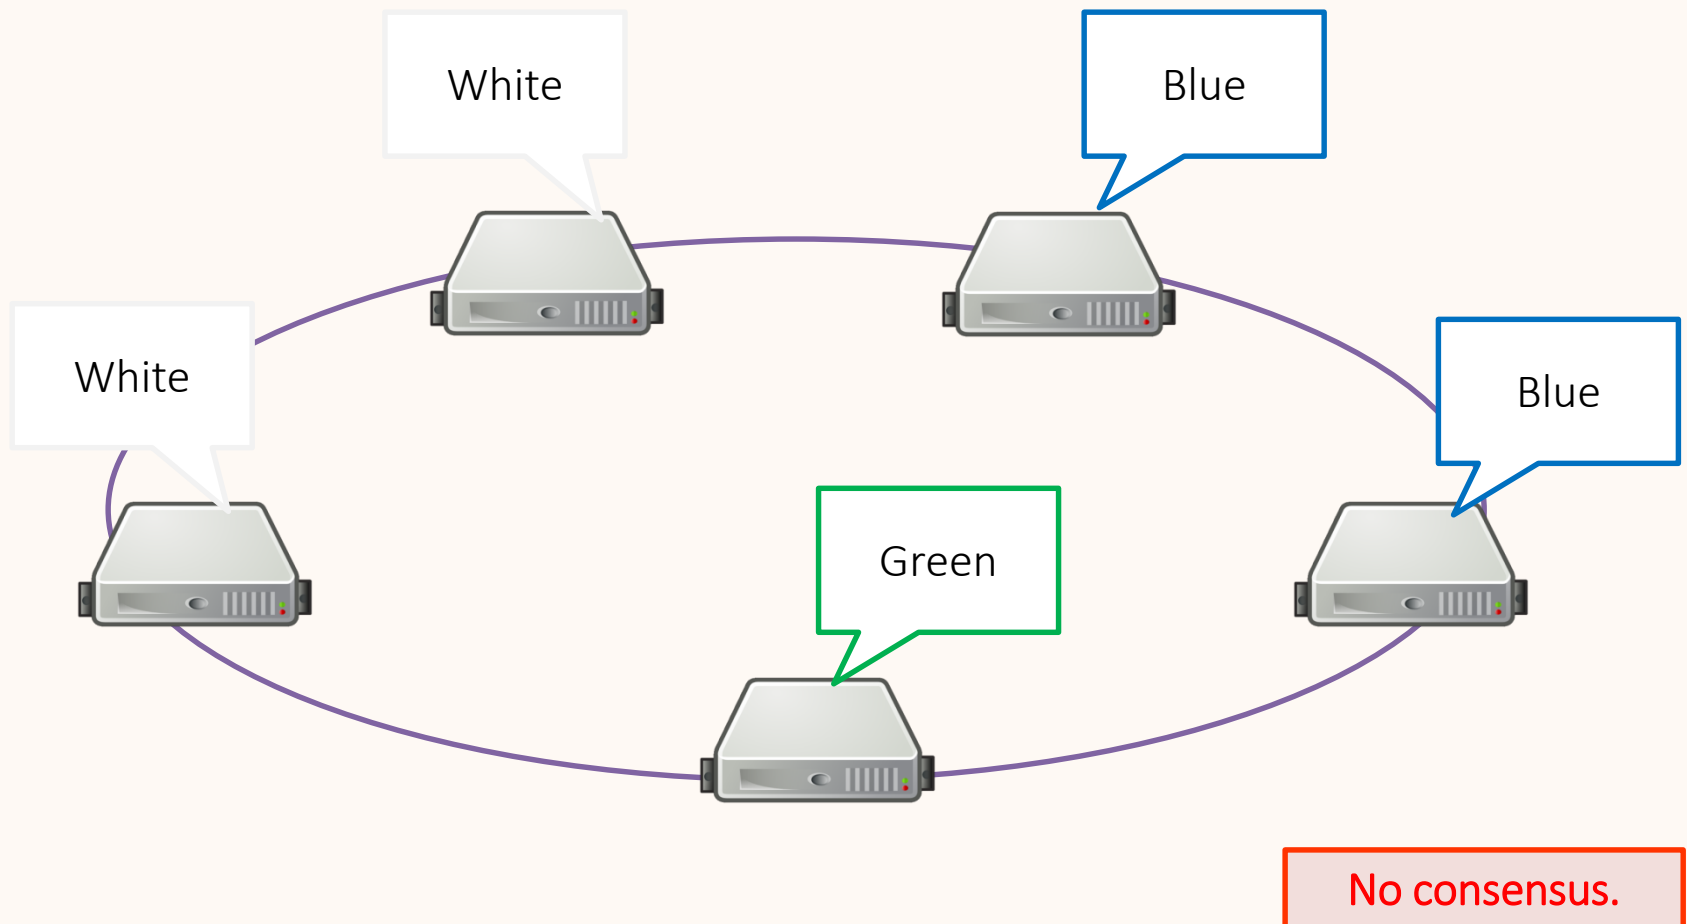 White
Blue
White
Blue
Green
No consensus.